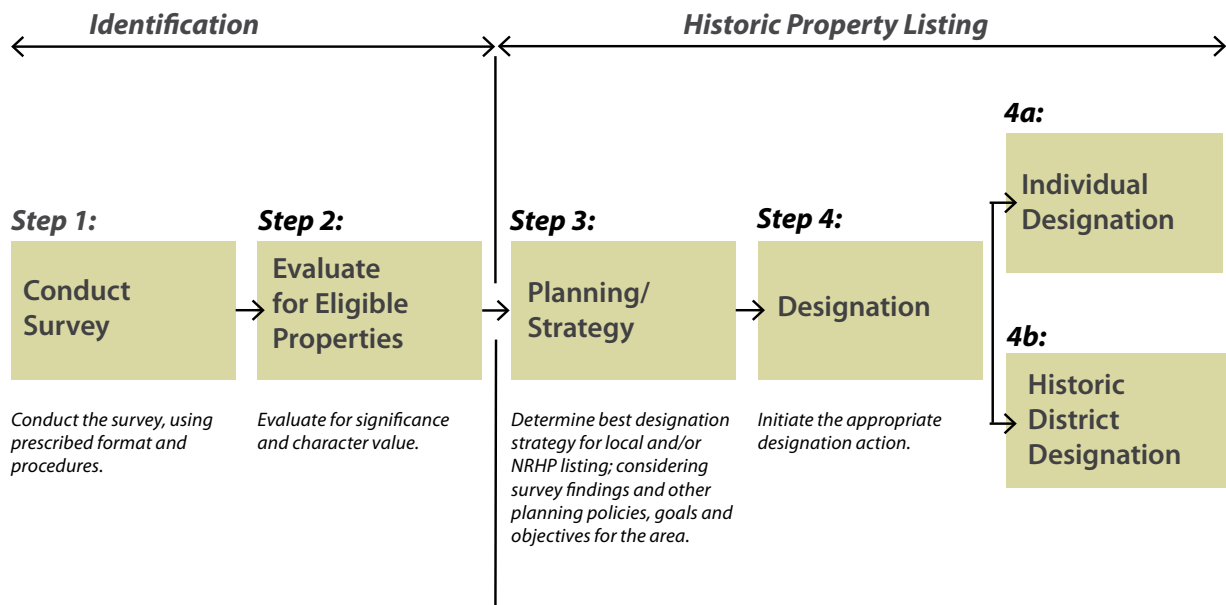 Identification
Historic Property Listing
Step 1:
Conduct
Survey
Conduct the survey, using
prescribed format and
procedures.
Step 2:
Evaluate
for Eligible
Properties
Evaluate for significance
and character value.
Step 3:
Planning/
Strategy
Determine best designation
strategy for local and/or
NRHP listing; considering
survey findings and other
planning policies, goals and
objectives for the area.
Step 4:
Designation
Initiate the appropriate
designation action.
4a:
Individual
Designation
4b:
Historic
District
Designation